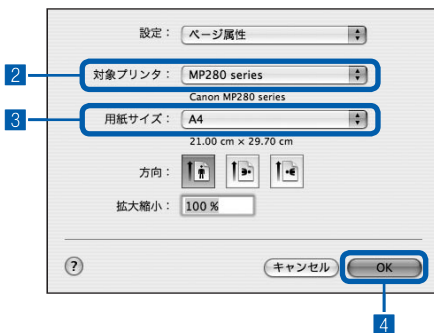 設定： ページ属性
2 対象プリンタ： MP280 series
Canon MP280 series
3 用紙サイズ： A4
21.00 cm × 29.70 cm
方向：
拡大縮小： 100 %
? キャンセル OK
4